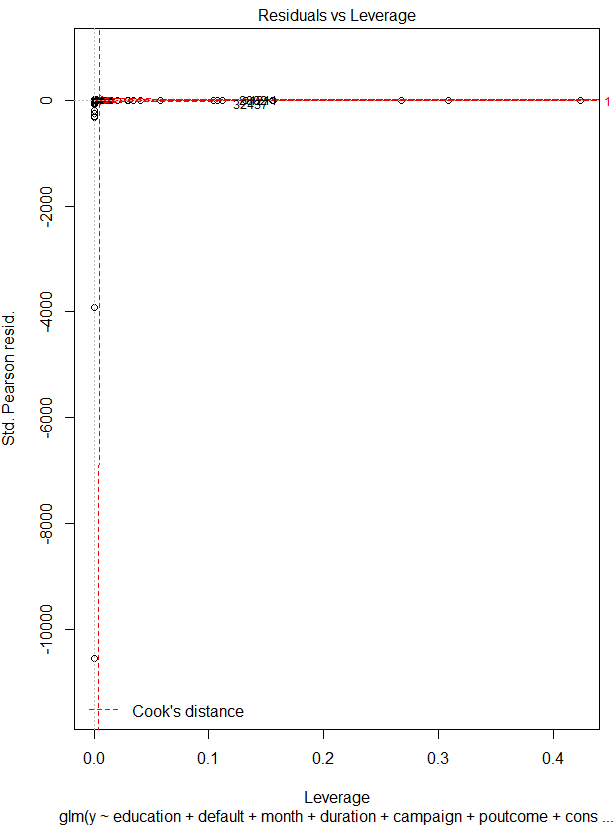 Residuals vs Leverage
0
-2000
-4000
-6000
-8000
-10000
Std. Pearson resid.
1
Cook's distance
0.0 0.1 0.2 0.3 0.4
Leverage
glm(y ~ education + default + month + duration + campaign + poutcome + cons ...